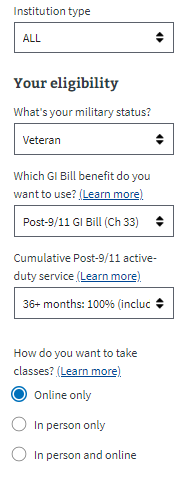 Institution type
ALL
Your eligibility
What's your military status?
Veteran
Which GI Bill benefit do you
want to use? (Learn more)
Post-9/11 GI Bill (Ch 33)
Cumulative Post-9/11 active-
duty service (Learn more)
36+ months: 100% (incluc
How do you want to take
classes? (Learn more)
Online only
In person only
In person and online